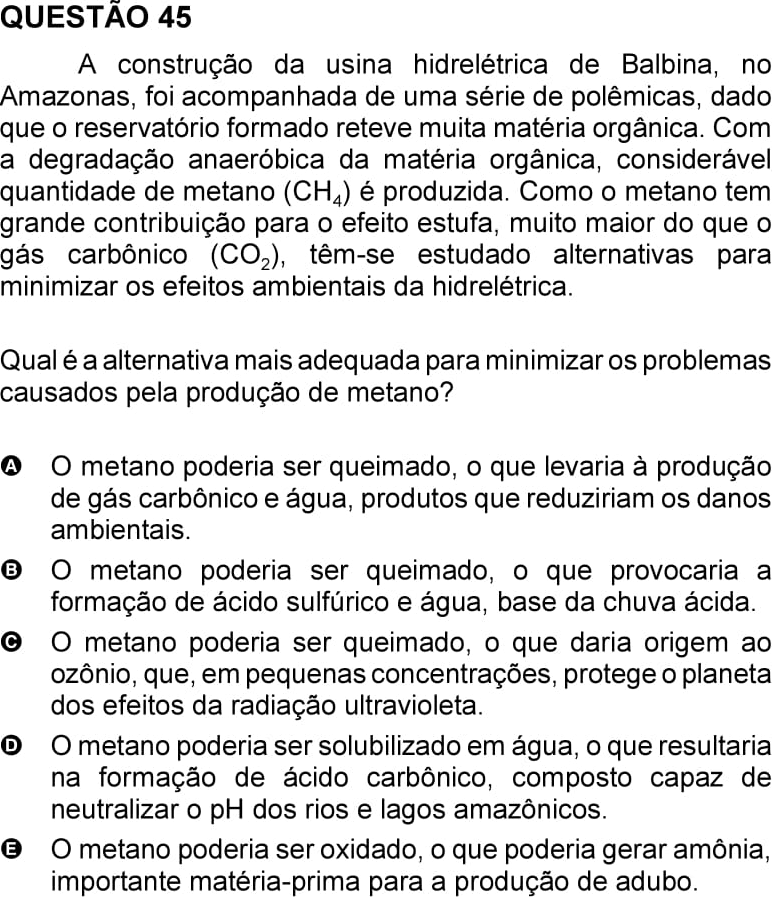 QUESTÃO 45
A construção da usina hidrelétrica de Balbina, no
Amazonas, foi acompanhada de uma série de polêmicas, dado
que o reservatório formado reteve muita matéria orgânica. Com
a degradação anaeróbica da matéria orgânica, considerável
quantidade de metano (CH₄) é produzida. Como o metano tem
grande contribuição para o efeito estufa, muito maior do que o
gás carbônico (CO₂), têm-se estudado alternativas para
minimizar os efeitos ambientais da hidrelétrica.
Qual é a alternativa mais adequada para minimizar os problemas
causados pela produção de metano?
A O metano poderia ser queimado, o que levaria à produção
de gás carbônico e água, produtos que reduziriam os danos
ambientais.
B O metano poderia ser queimado, o que provocaria a
formação de ácido sulfúrico e água, base da chuva ácida.
C O metano poderia ser queimado, o que daria origem ao
ozônio, que, em pequenas concentrações, protege o planeta
dos efeitos da radiação ultravioleta.
D O metano poderia ser solubilizado em água, o que resultaria
na formação de ácido carbônico, composto capaz de
neutralizar o pH dos rios e lagos amazônicos.
E O metano poderia ser oxidado, o que poderia gerar amônia,
importante matéria-prima para a produção de adubo.